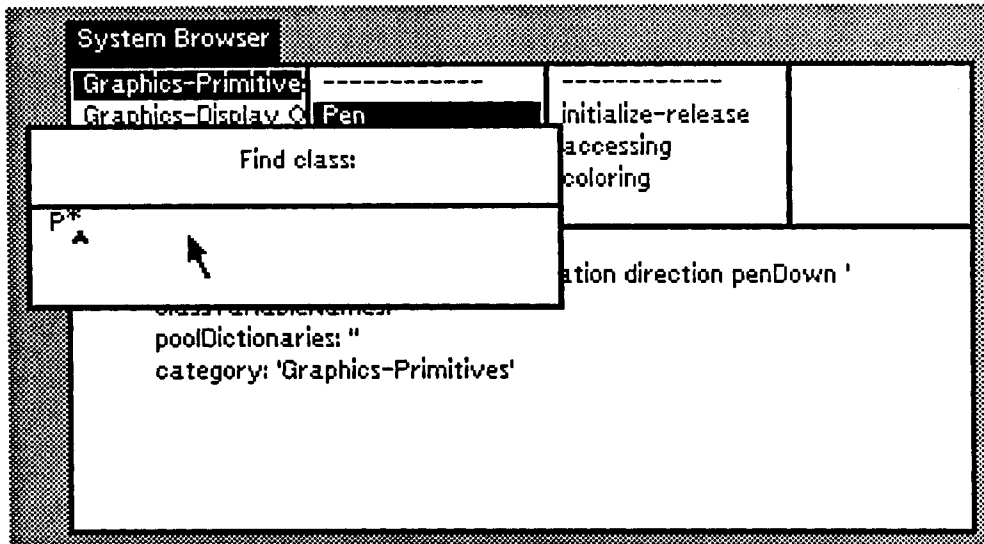 System Browser
Graphics-Primitive
------------
------------
Graphics-Display O
Pen
initialize-release
accessing
coloring
Find class:
P*
ation direction penDown '
poolDictionaries: ''
category: 'Graphics-Primitives'